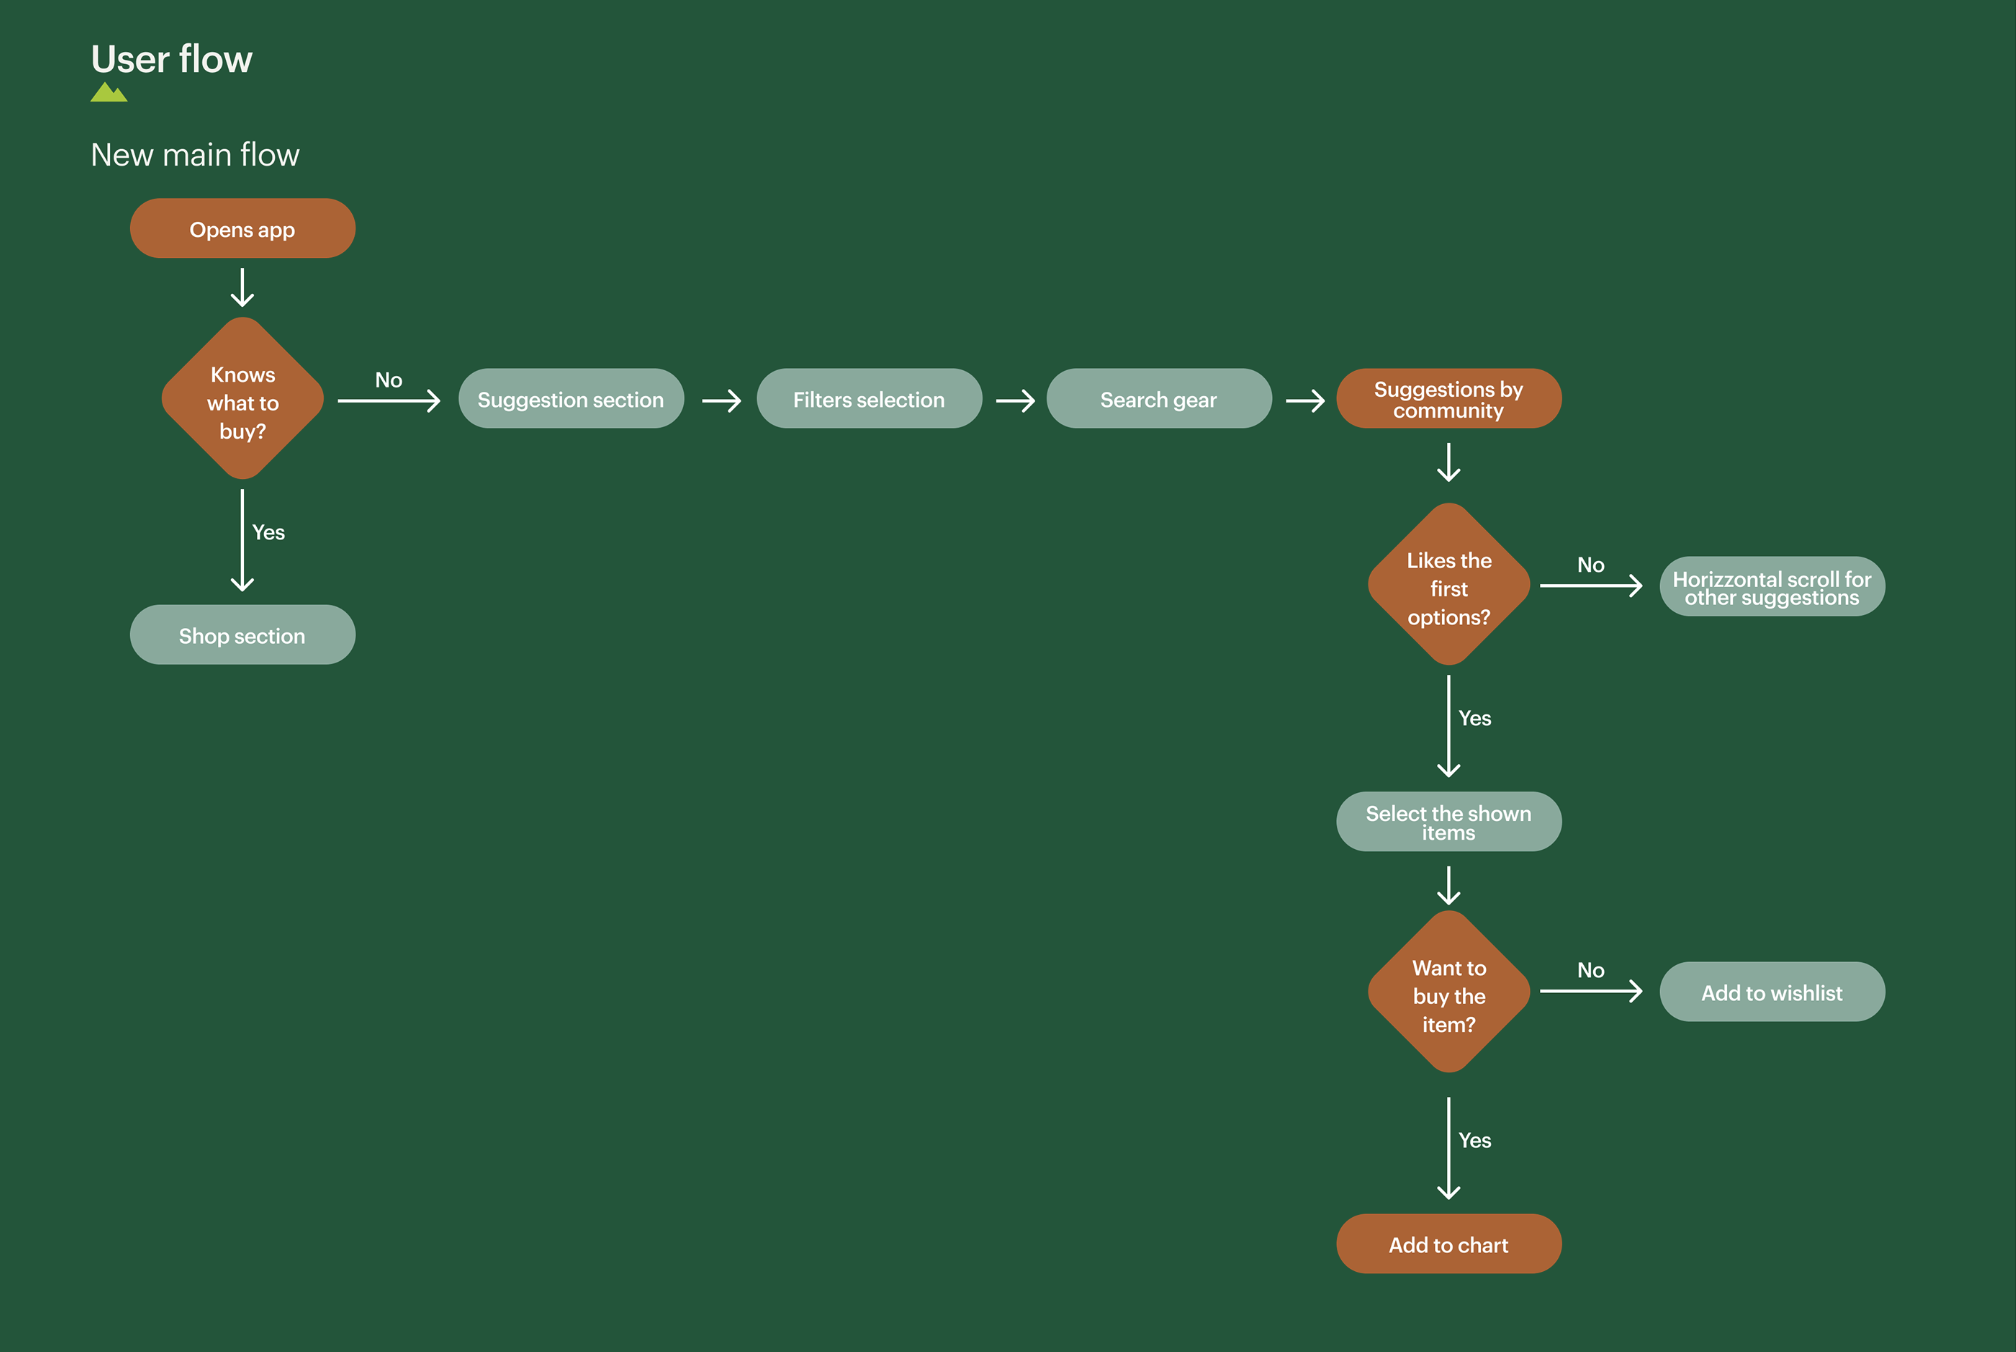 User flow
New main flow
Opens app
Knows
what to
buy?
No
Suggestion section
Filters selection
Search gear
Suggestions by
community
Yes
Shop section
Likes the
first
options?
No
Horizzontal scroll for
other suggestions
Yes
Select the shown
items
Want to
buy the
item?
No
Add to wishlist
Yes
Add to chart